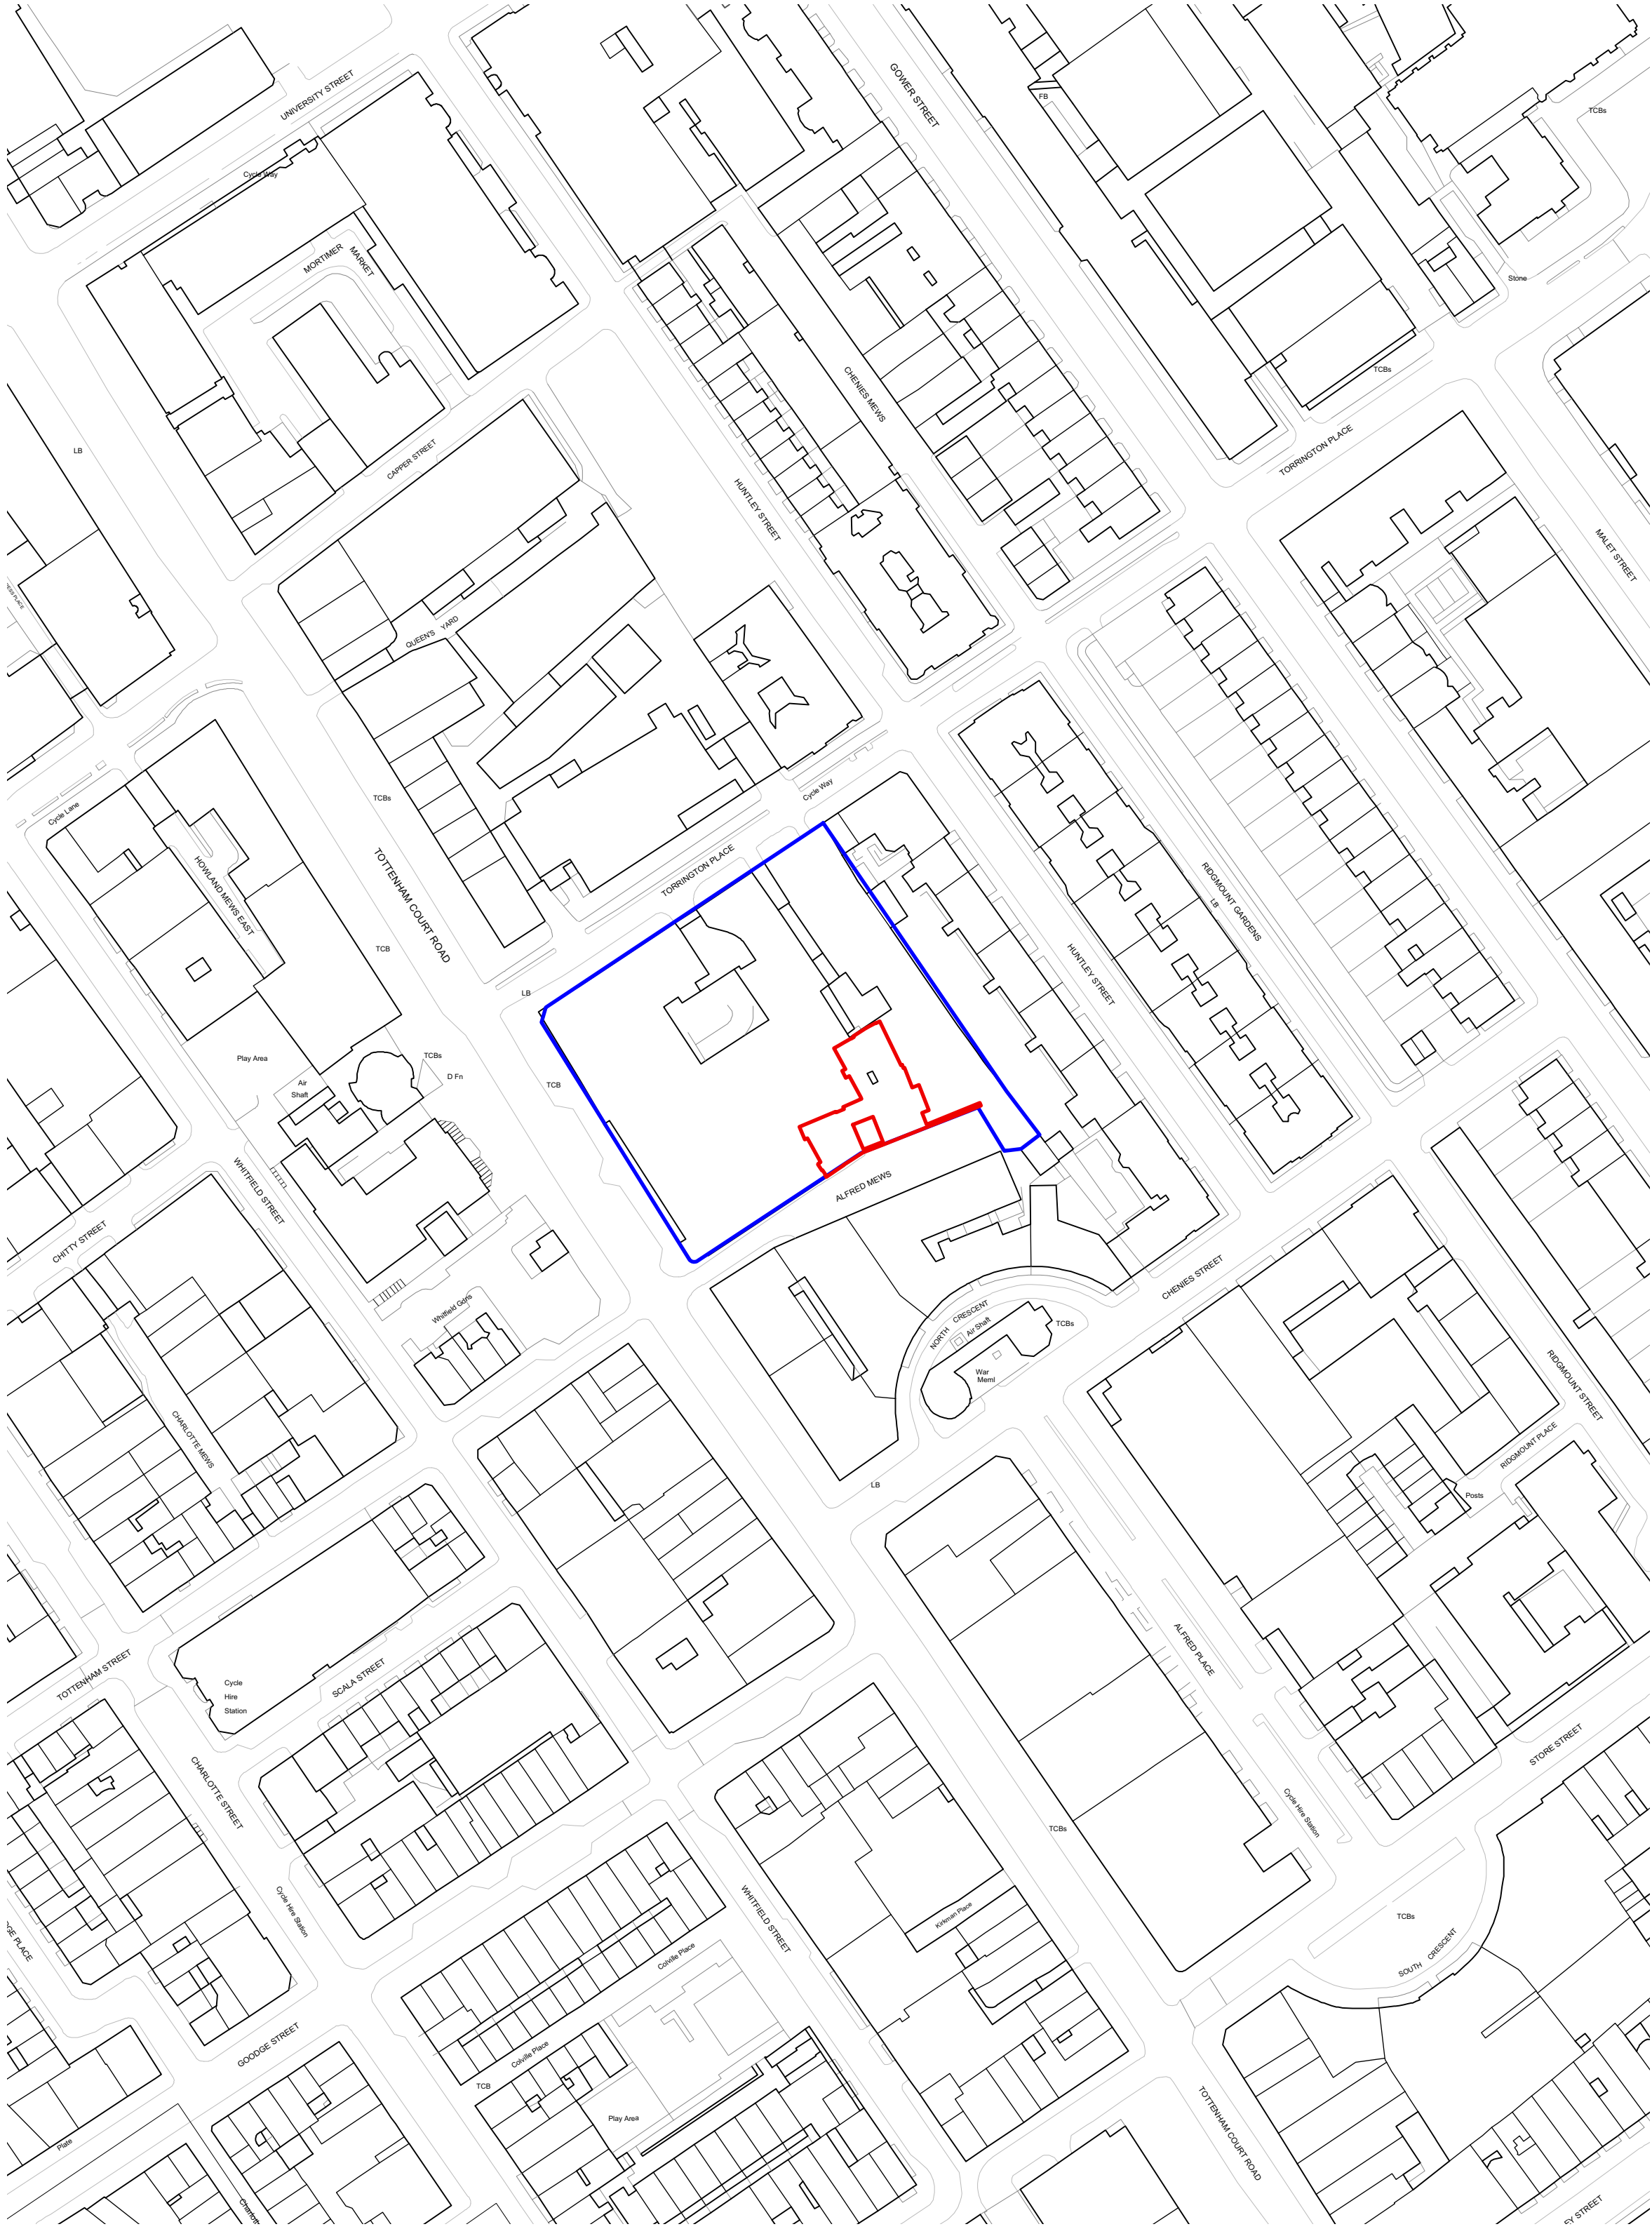 UNIVERSITY STREET
GOWER STREET
FB
TCBs
Cycle Way
MORTIMER
MARKET
Stone
CHENIES MEWS
TCBs
LB
CAPPER STREET
TORRINGTON PLACE
HUNTLEY STREET
MALET STREET
QUEEN'S YARD
TCBs
Cycle Way
Cycle Lane
HOWLAND MEWS EAST
TOTTENHAM COURT ROAD
TORRINGTON PLACE
RIDGMOUNT GARDENS
LB
TCB
HUNTLEY STREET
LB
Play Area
TCBs
D Fn
Air
Shaft
TCB
WHITFIELD STREET
ALFRED MEWS
CHITTY STREET
CHENIES STREET
Whitfield Gdns
NORTH CRESCENT
Air Shaft
TCBs
War
Meml
RIDGMOUNT STREET
CHARLOTTE MEWS
RIDGMOUNT PLACE
LB
Posts
ALFRED PLACE
TOTTENHAM STREET
SCALA STREET
Cycle
Hire
Station
STORE STREET
CHARLOTTE STREET
Cycle Hire Station
TCBs
Cycle Hire Station
WHITFIELD STREET
Kirkman Place
TCBs
PLACE
Colville Place
SOUTH CRESCENT
GOODGE STREET
Colville Place
TCB
Play Area
TOTTENHAM COURT ROAD
Plate
STREET